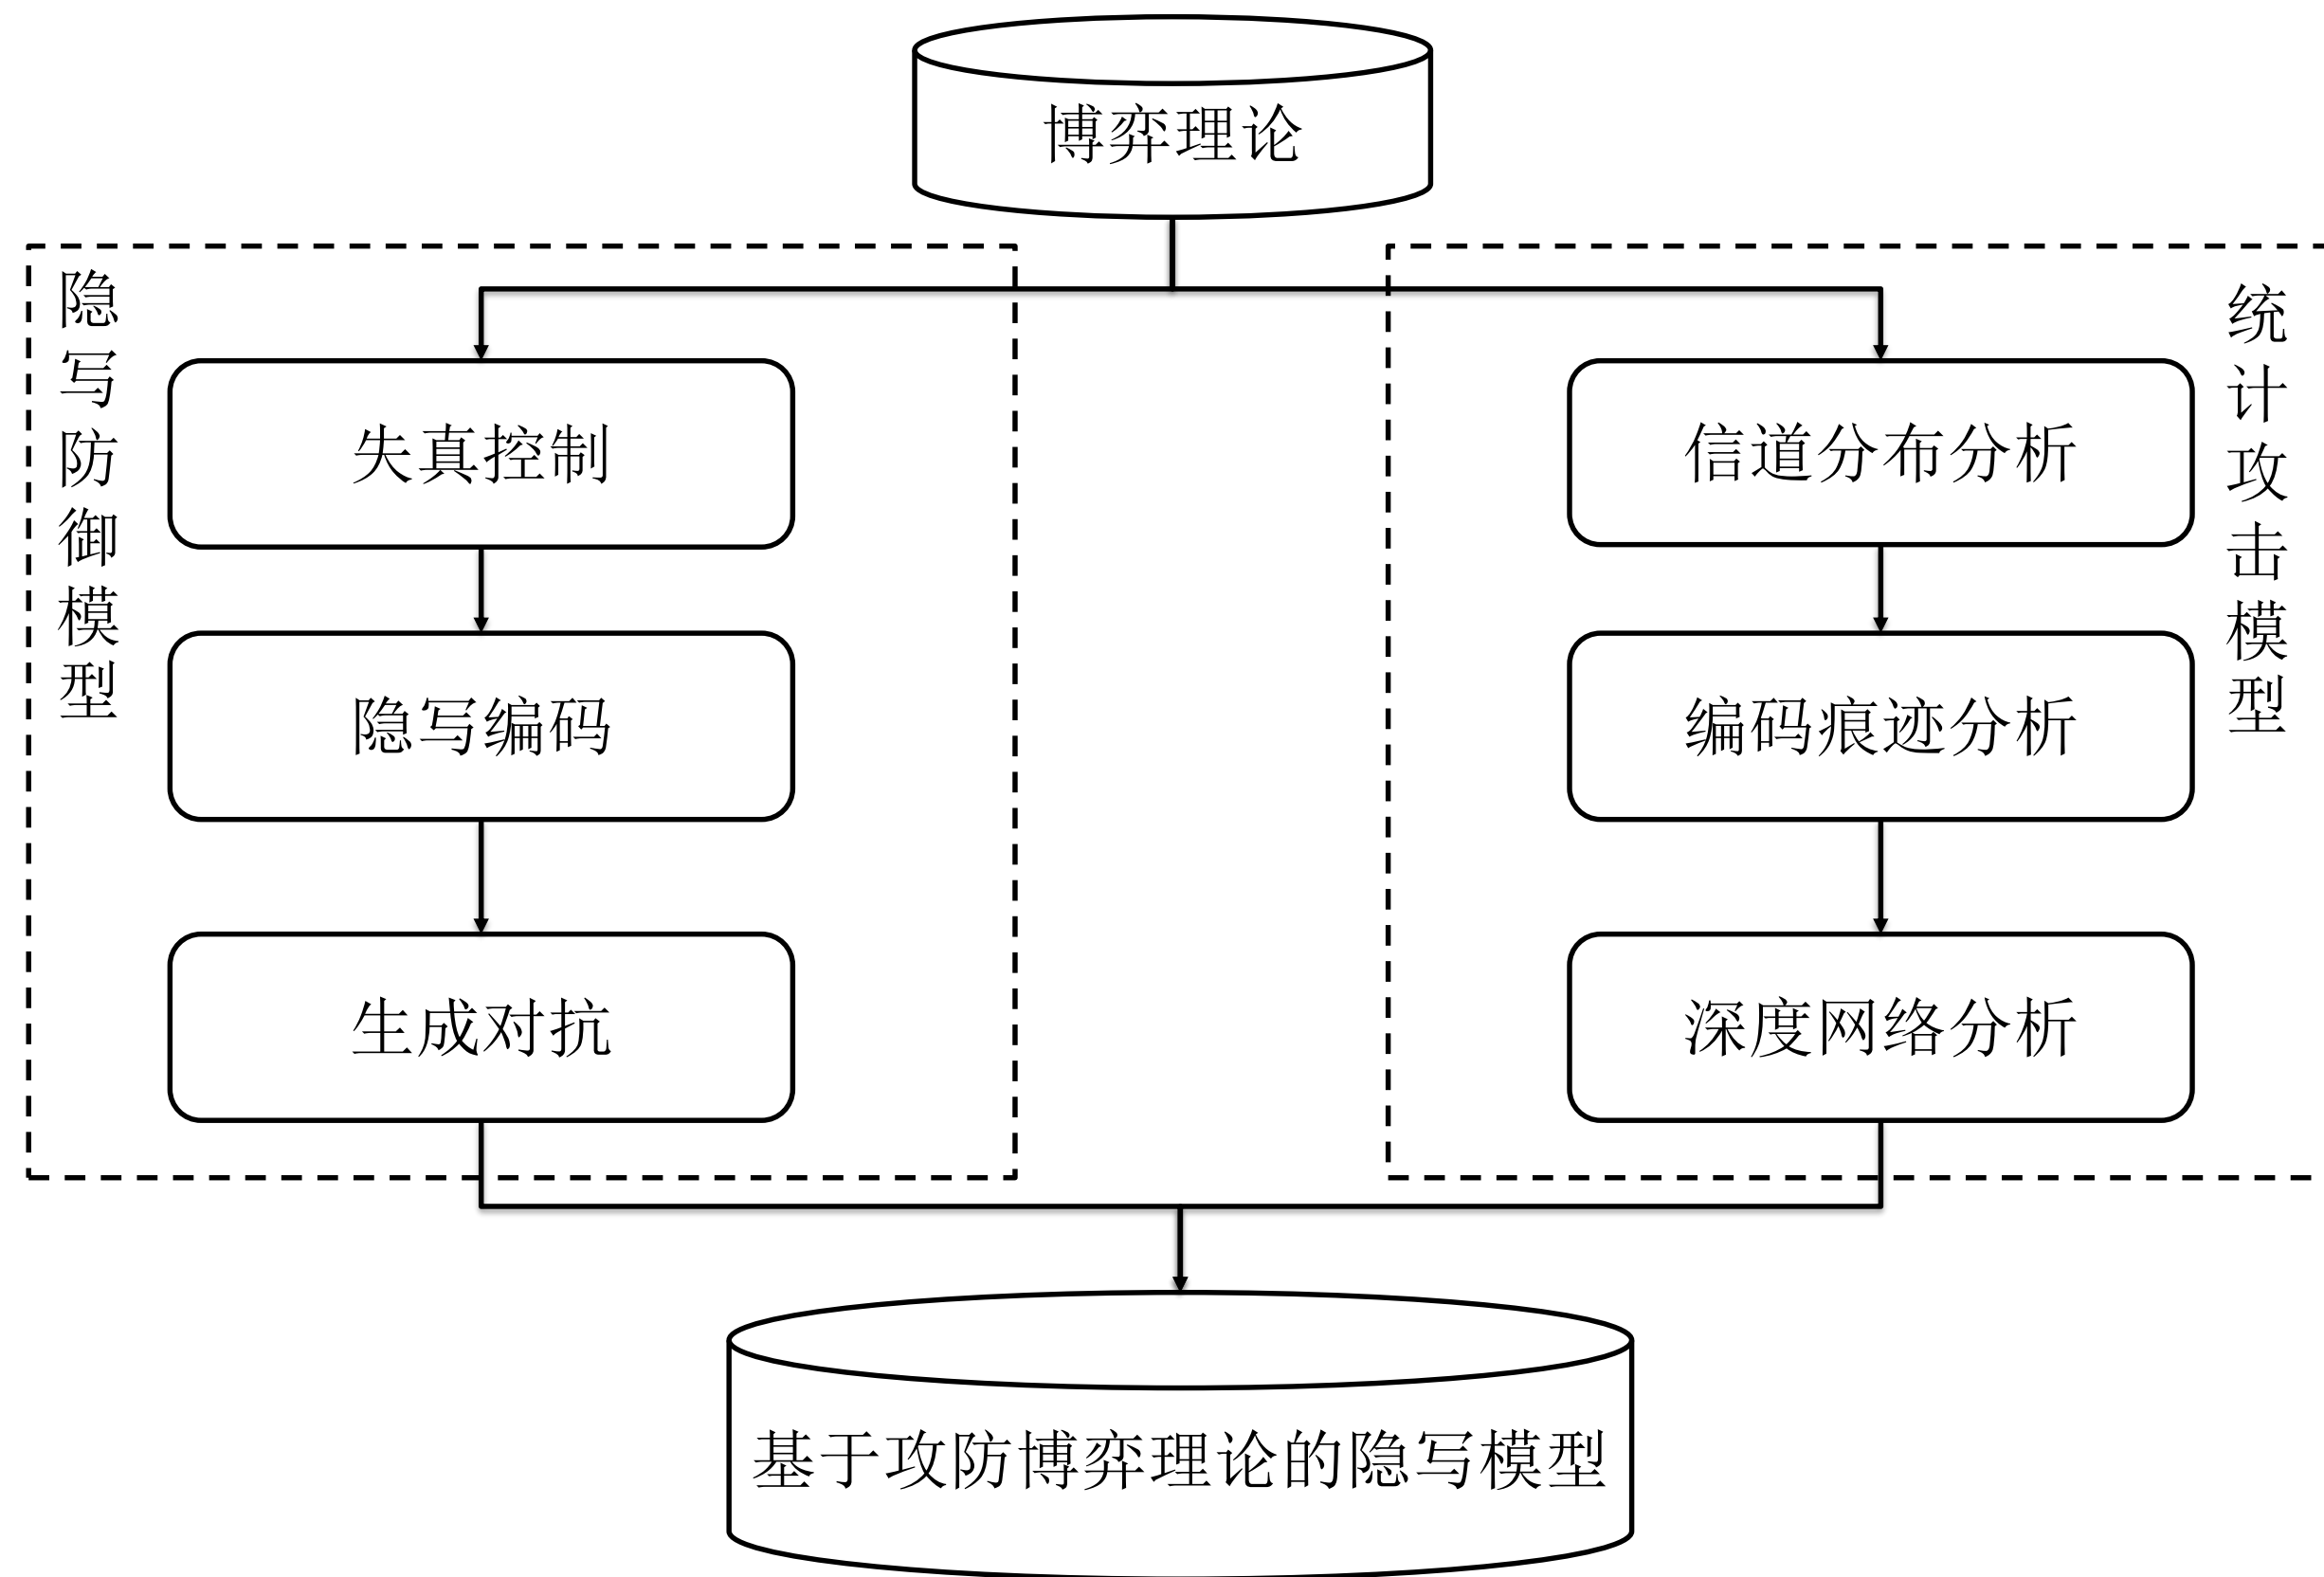 博弈理论
隐写防御模型
失真控制
隐写编码
生成对抗
统计攻击模型
信道分布分析
编码痕迹分析
深度网络分析
基于攻防博弈理论的隐写模型